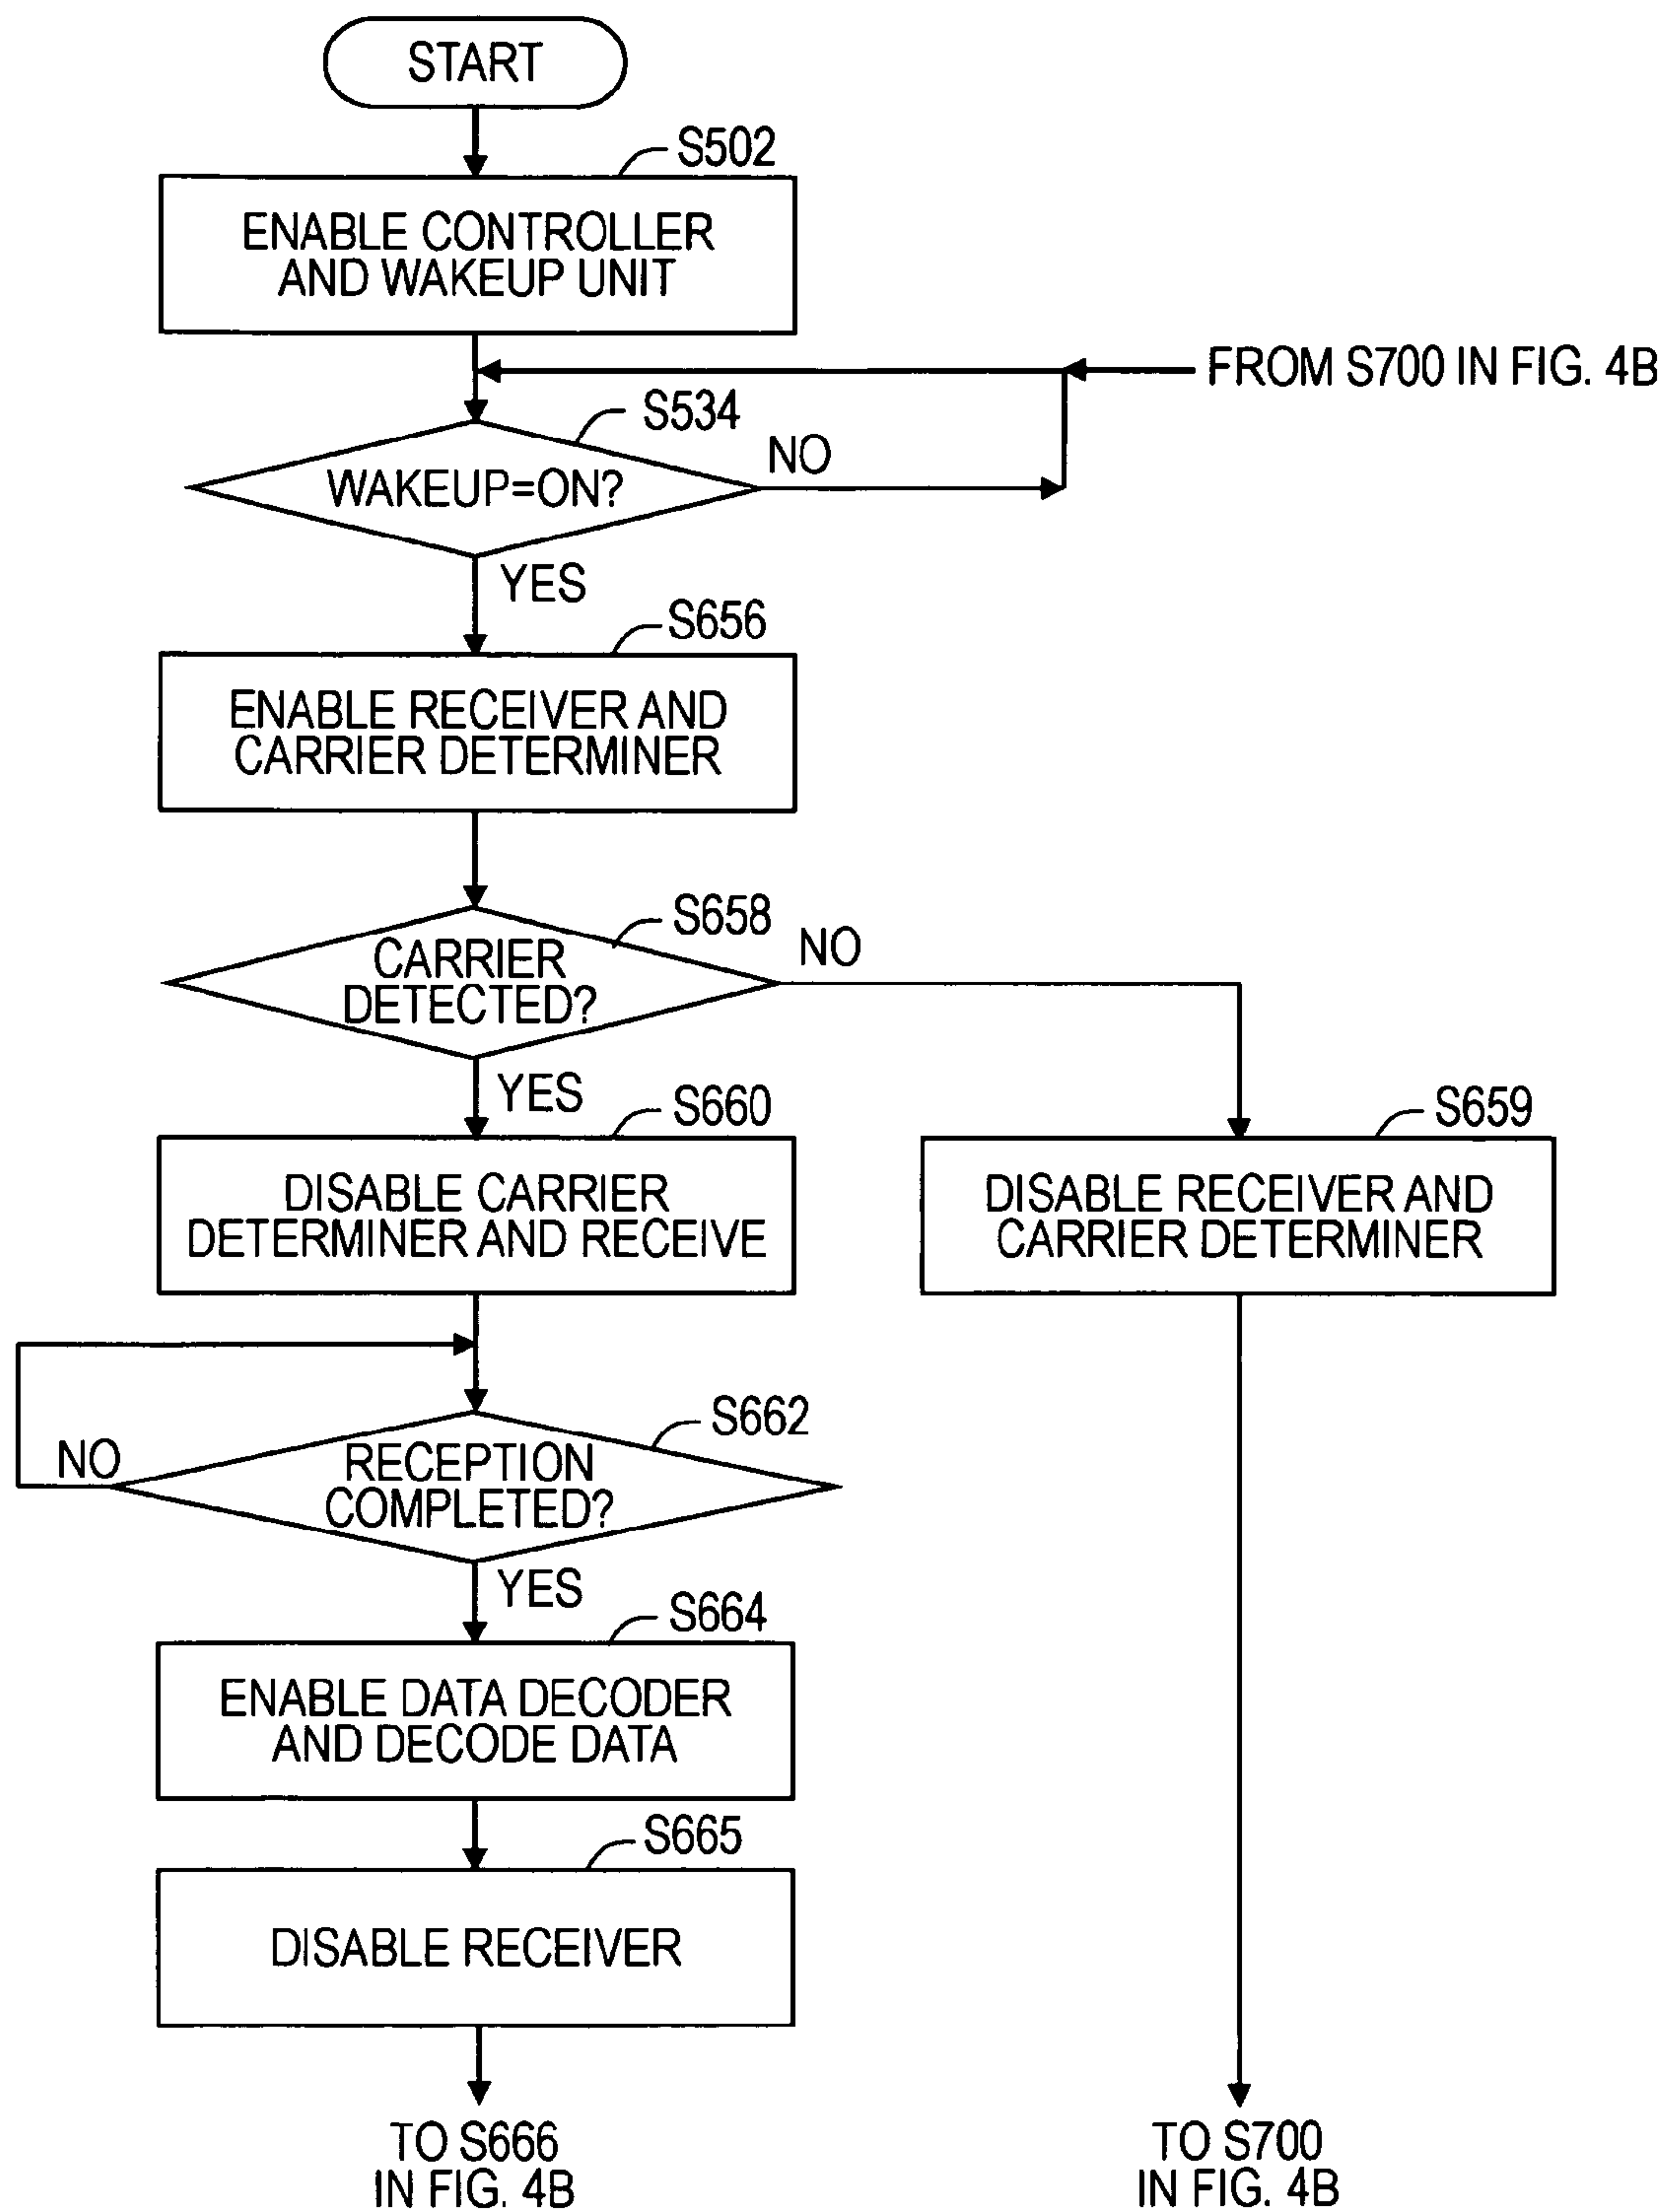 START
S502
ENABLE CONTROLLER
AND WAKEUP UNIT
FROM S700 IN FIG. 4B
S534
WAKEUP=ON?
NO
YES
S656
ENABLE RECEIVER AND
CARRIER DETERMINER
S658
CARRIER
DETECTED?
NO
YES
S660
DISABLE CARRIER
DETERMINER AND RECEIVE
S659
DISABLE RECEIVER AND
CARRIER DETERMINER
S662
RECEPTION
COMPLETED?
NO
YES
S664
ENABLE DATA DECODER
AND DECODE DATA
S665
DISABLE RECEIVER
TO S666
IN FIG. 4B
TO S700
IN FIG. 4B